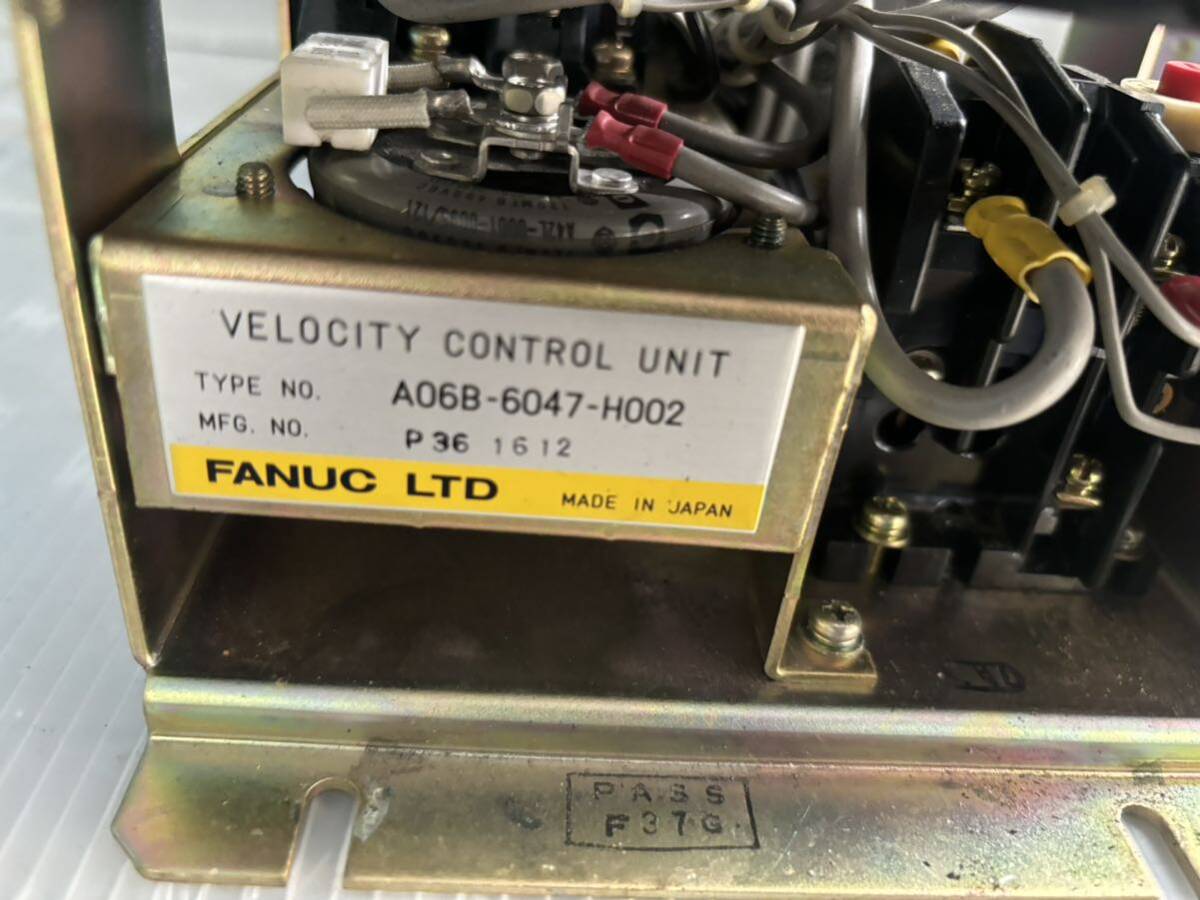 VELOCITY CONTROL UNIT
TYPE NO. A06B-6047-H002
MFG. NO. P36 1612
FANUC LTD MADE IN JAPAN
PASS
F37G